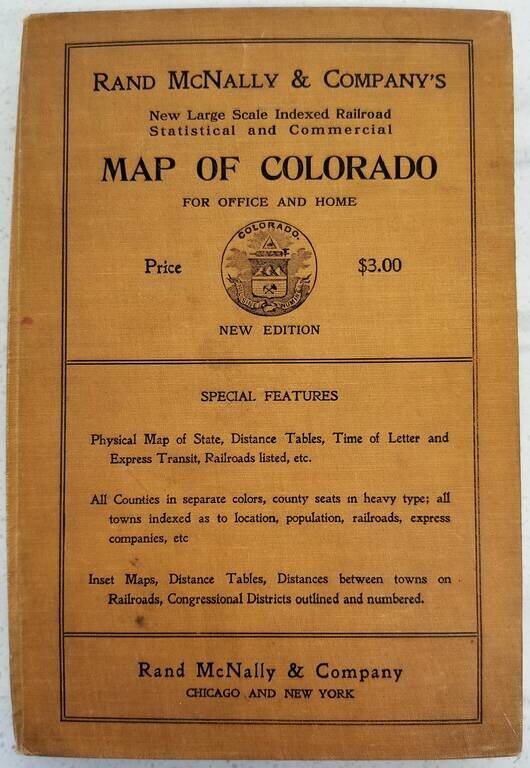 RAND MCNALLY & COMPANY'S
New Large Scale Indexed Railroad
Statistical and Commercial
MAP OF COLORADO
FOR OFFICE AND HOME
COLORADO.
Price $3.00
NEW EDITION
SPECIAL FEATURES
Physical Map of State, Distance Tables, Time of Letter and
Express Transit, Railroads listed, etc.
All Counties in separate colors, county seats in heavy type; all
towns indexed as to location, population, railroads, express
companies, etc
Inset Maps, Distance Tables, Distances between towns on
Railroads, Congressional Districts outlined and numbered.
Rand McNally & Company
CHICAGO AND NEW YORK